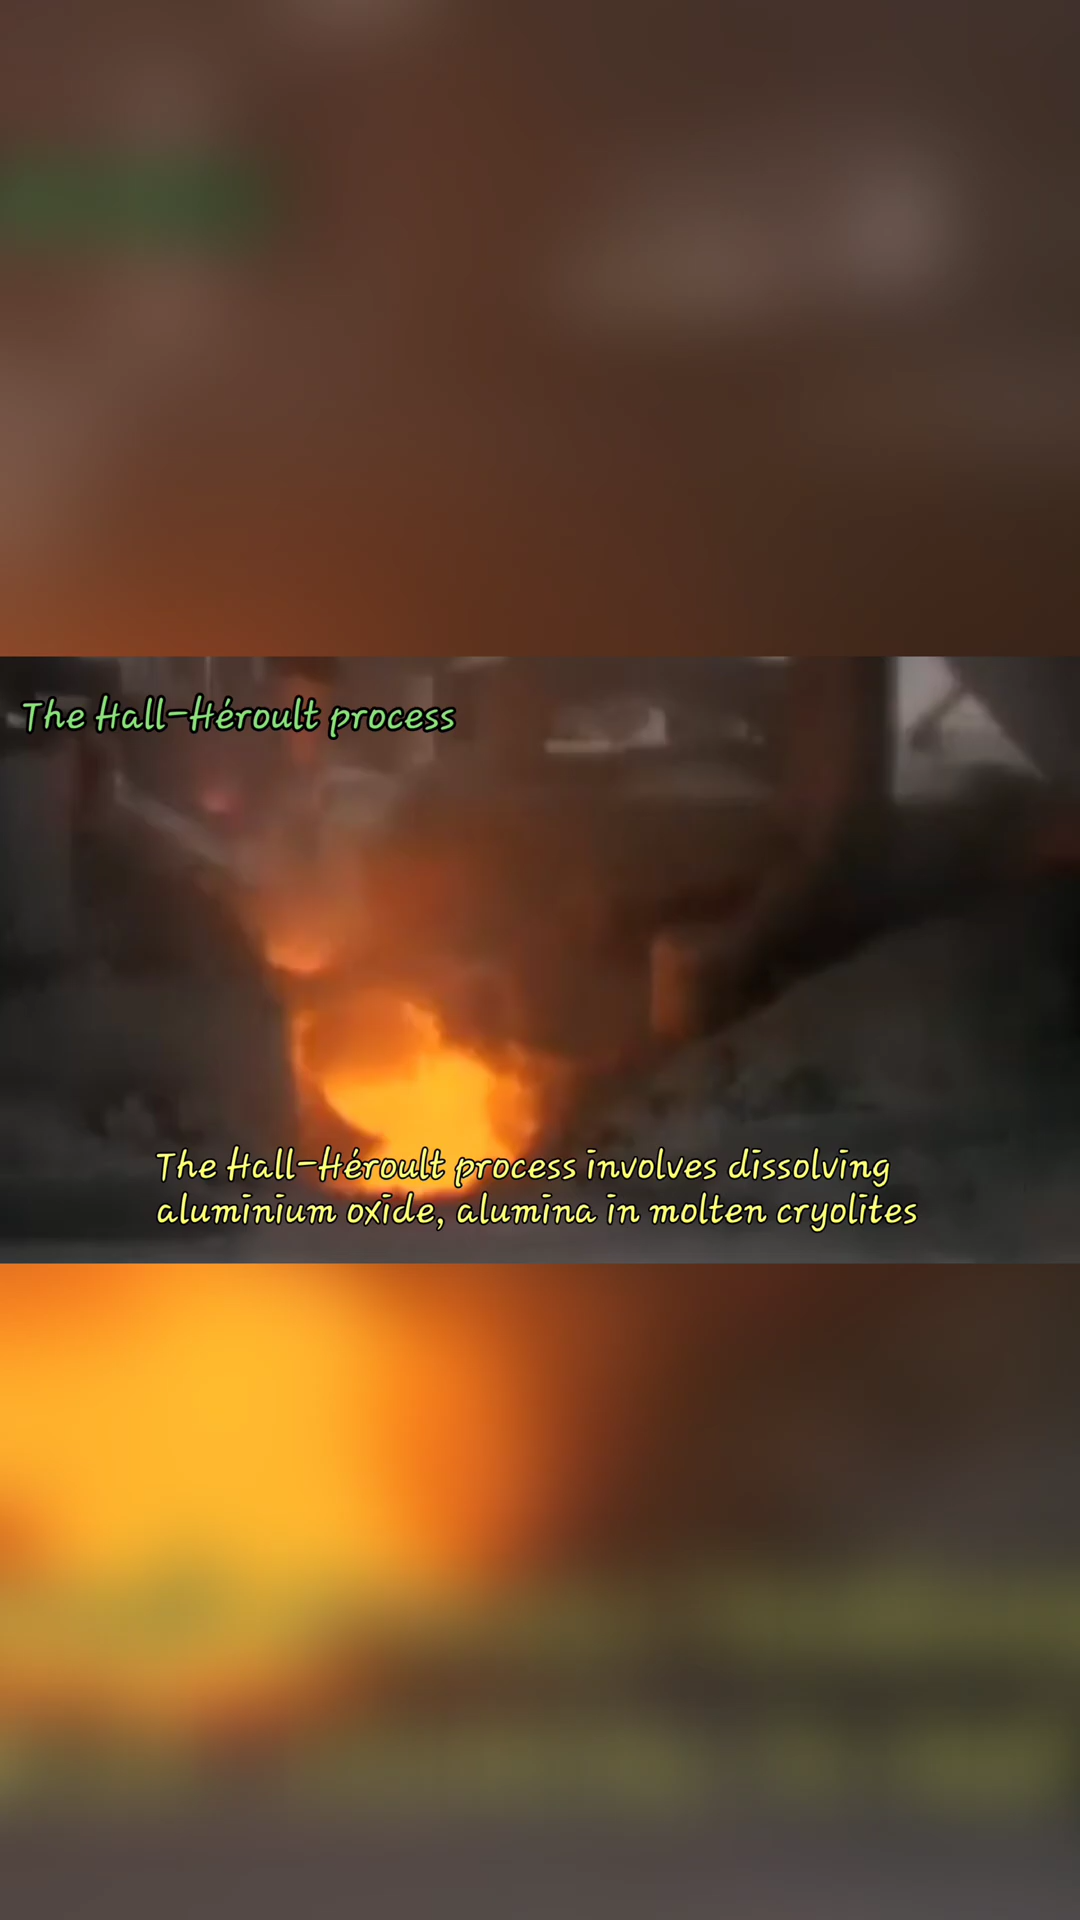 The Hall-Héroult process
The Hall-Héroult process involves dissolving
aluminium oxide, alumina in molten cryolites